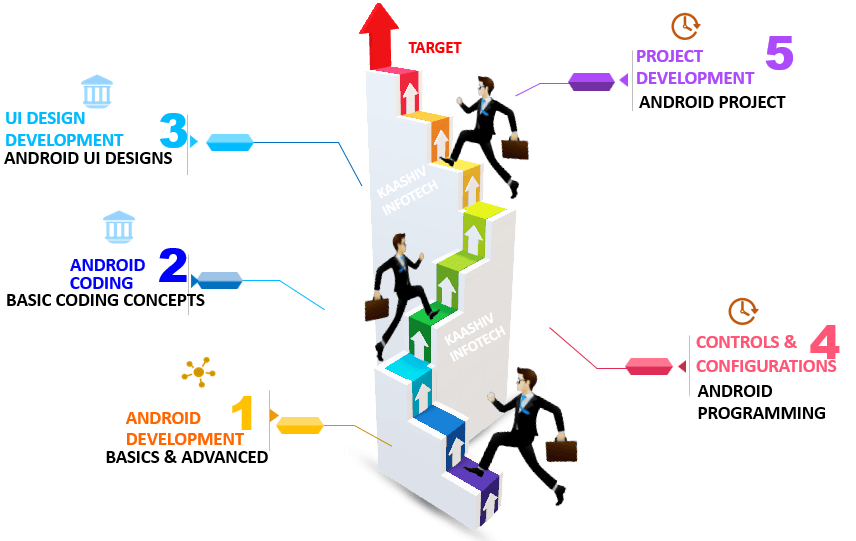 TARGET
PROJECT
DEVELOPMENT
5
ANDROID PROJECT
UI DESIGN
DEVELOPMENT
3
ANDROID UI DESIGNS
KAASHIV
INFOTECH
ANDROID
CODING
2
BASIC CODING CONCEPTS
KAASHIV
INFOTECH
CONTROLS &
CONFIGURATIONS
4
ANDROID
PROGRAMMING
ANDROID
DEVELOPMENT
1
BASICS & ADVANCED